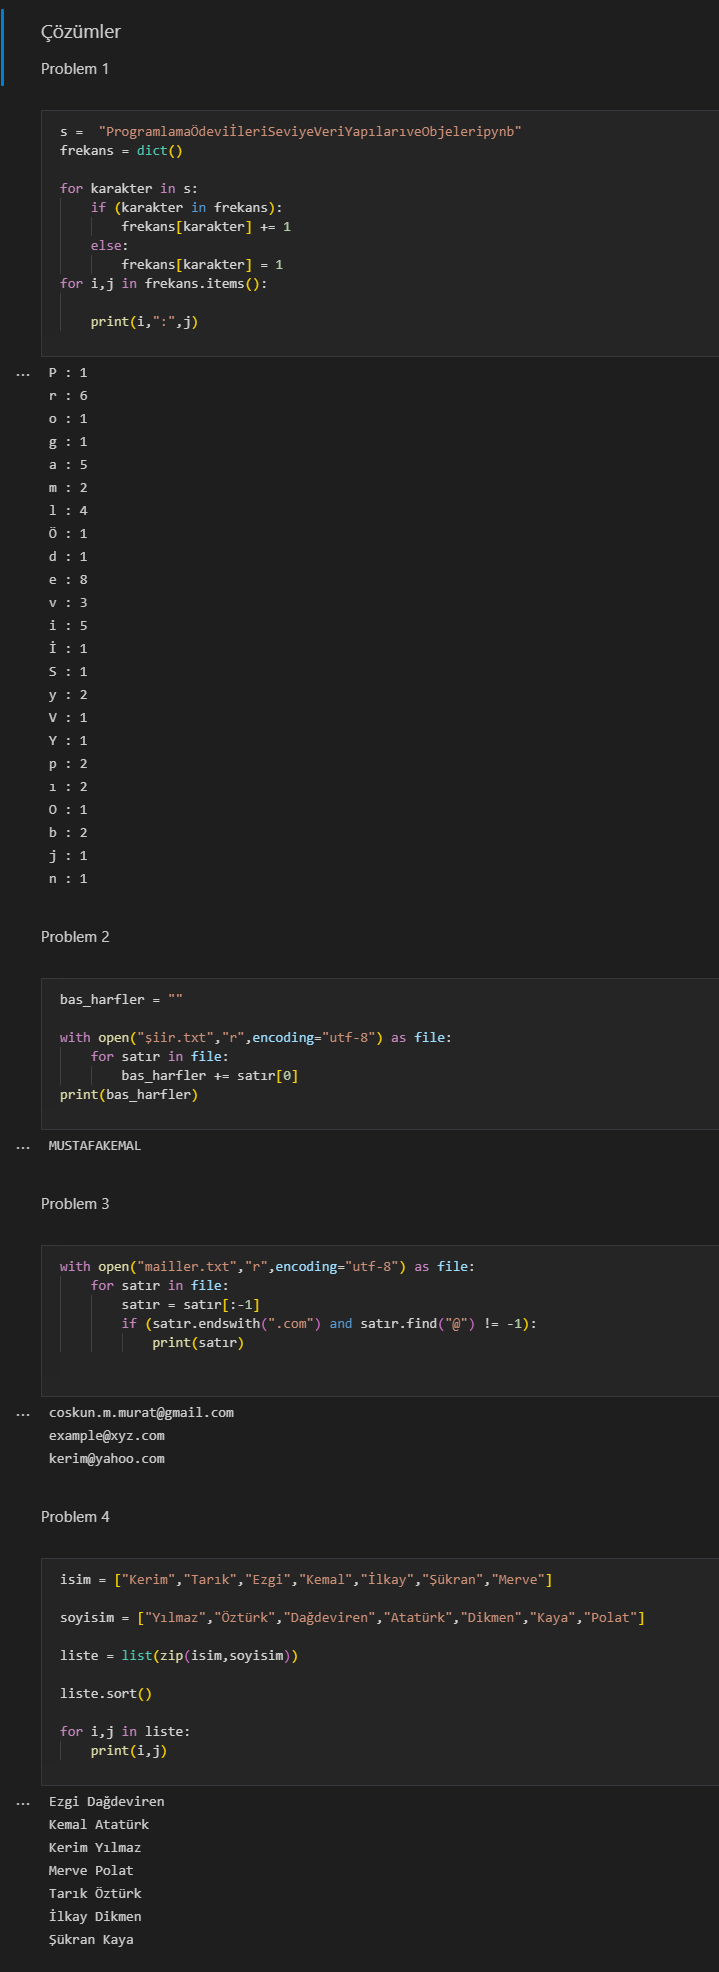 Çözümler
Problem 1
s =  "ProgramlamaÖdeviİleriSeviyeVeriYapılarıveObjeleripynb"
frekans = dict()
for karakter in s:
    if (karakter in frekans):
        frekans[karakter] += 1
    else:
        frekans[karakter] = 1
for i,j in frekans.items():
    print(i,":",j)
... P : 1
r : 6
o : 1
g : 1
a : 5
m : 2
l : 4
Ö : 1
d : 1
e : 8
v : 3
i : 5
İ : 1
S : 1
y : 2
V : 1
Y : 1
p : 2
ı : 2
O : 1
b : 2
j : 1
n : 1
Problem 2
bas_harfler = ""
with open("şiir.txt","r",encoding="utf-8") as file:
    for satır in file:
        bas_harfler += satır[0]
print(bas_harfler)
... MUSTAFAKEMAL
Problem 3
with open("mailler.txt","r",encoding="utf-8") as file:
    for satır in file:
        satır = satır[:-1]
        if (satır.endswith(".com") and satır.find("@") != -1):
            print(satır)
... coskun.m.murat@gmail.com
example@xyz.com
kerim@yahoo.com
Problem 4
isim = ["Kerim","Tarık","Ezgi","Kemal","İlkay","Şükran","Merve"]
soyisim = ["Yılmaz","Öztürk","Dağdeviren","Atatürk","Dikmen","Kaya","Polat"]
liste = list(zip(isim,soyisim))
liste.sort()
for i,j in liste:
    print(i,j)
... Ezgi Dağdeviren
Kemal Atatürk
Kerim Yılmaz
Merve Polat
Tarık Öztürk
İlkay Dikmen
Şükran Kaya